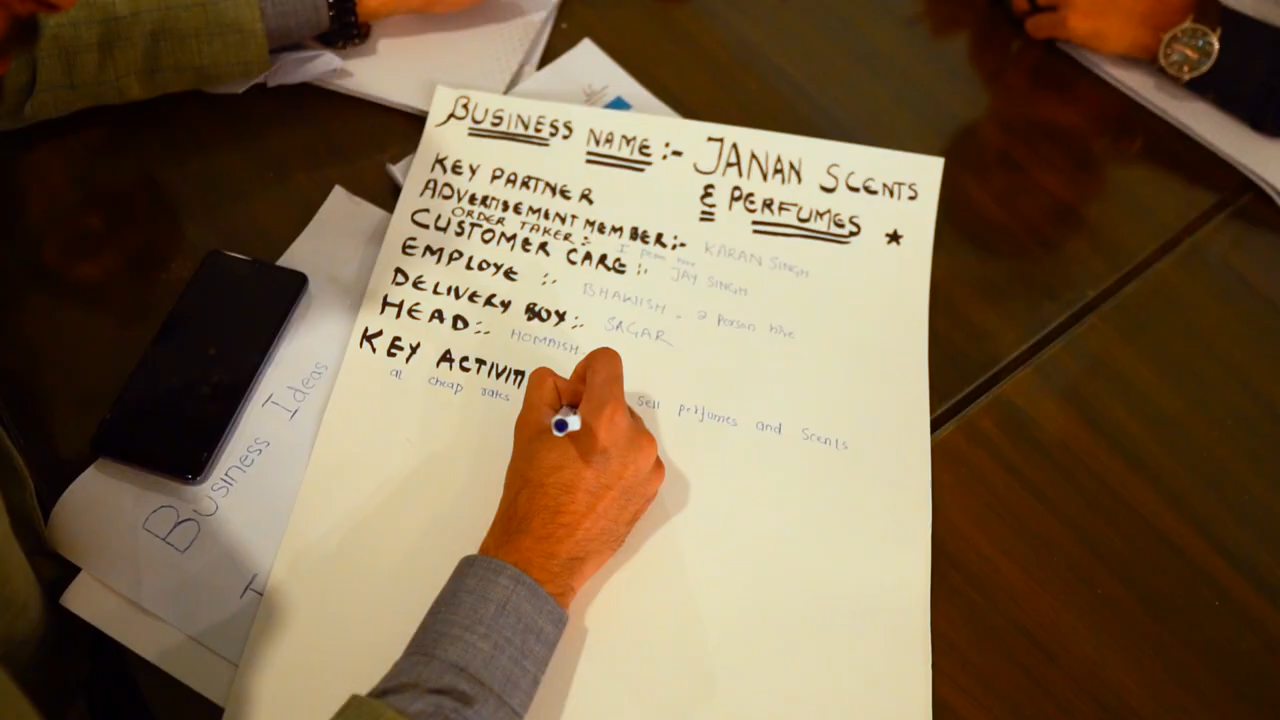 BUSINESS NAME:- JANAN SCENTS
& PERFUMES ★
KEY PARTNER
ADVERTISEMENT MEMBER:- KARAN SINGH
ORDER TAKER:- I
CUSTOMER CARE:- JAY SINGH
EMPLOYE :- BHAWISH, 2 Person hire
DELIVERY BOY:- SAGAR
HEAD:-
KEY ACTIVIT
sell perfumes and Scents
at cheap rates
Business Ideas